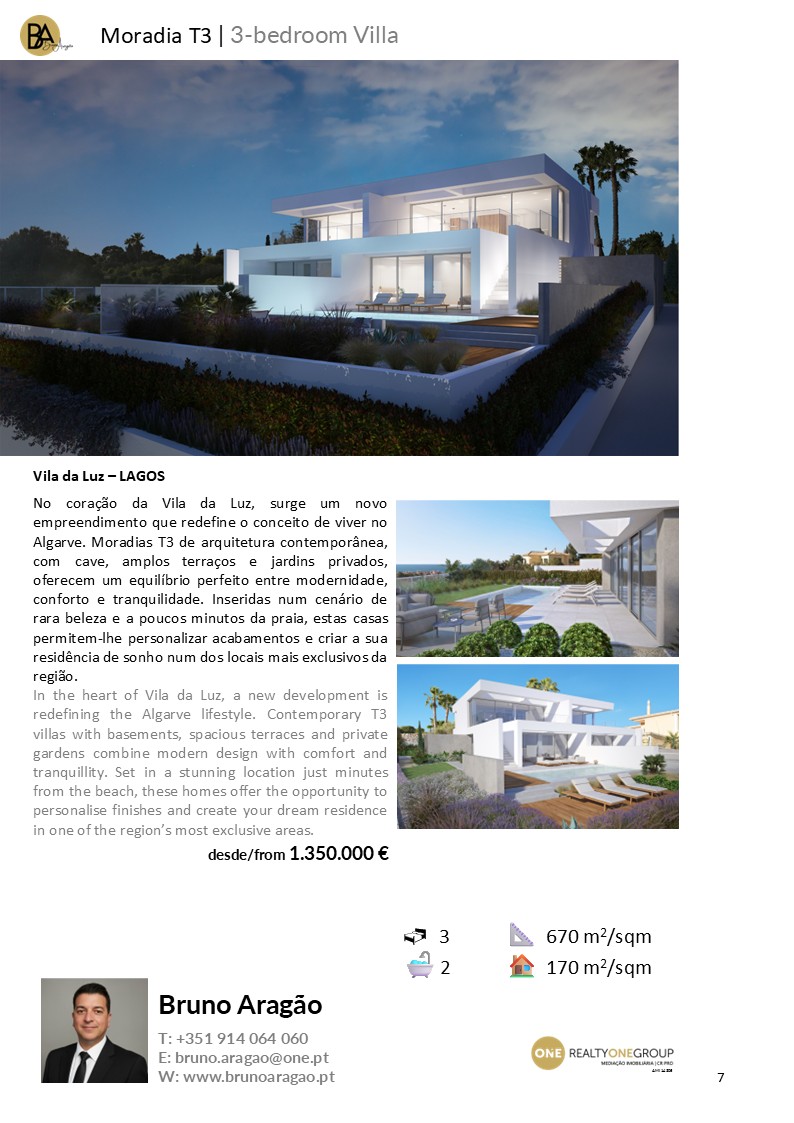 BA
Moradia T3 | 3-bedroom Villa
Vila da Luz – LAGOS
No coração da Vila da Luz, surge um novo
empreendimento que redefine o conceito de viver no
Algarve. Moradias T3 de arquitetura contemporânea,
com cave, amplos terraços e jardins privados,
oferecem um equilíbrio perfeito entre modernidade,
conforto e tranquilidade. Inseridas num cenário de
rara beleza e a poucos minutos da praia, estas casas
permitem-lhe personalizar acabamentos e criar a sua
residência de sonho num dos locais mais exclusivos da
região.
In the heart of Vila da Luz, a new development is
redefining the Algarve lifestyle. Contemporary T3
villas with basements, spacious terraces and private
gardens combine modern design with comfort and
tranquillity. Set in a stunning location just minutes
from the beach, these homes offer the opportunity to
personalise finishes and create your dream residence
in one of the region’s most exclusive areas.
desde/from 1.350.000 €
3
670 m²/sqm
2
170 m²/sqm
Bruno Aragão
T: +351 914 064 060
E: bruno.aragao@one.pt
W: www.brunoaragao.pt
ONE REALTYONEGROUP
MEDIAÇÃO IMOBILIÁRIA | CR PRO
7